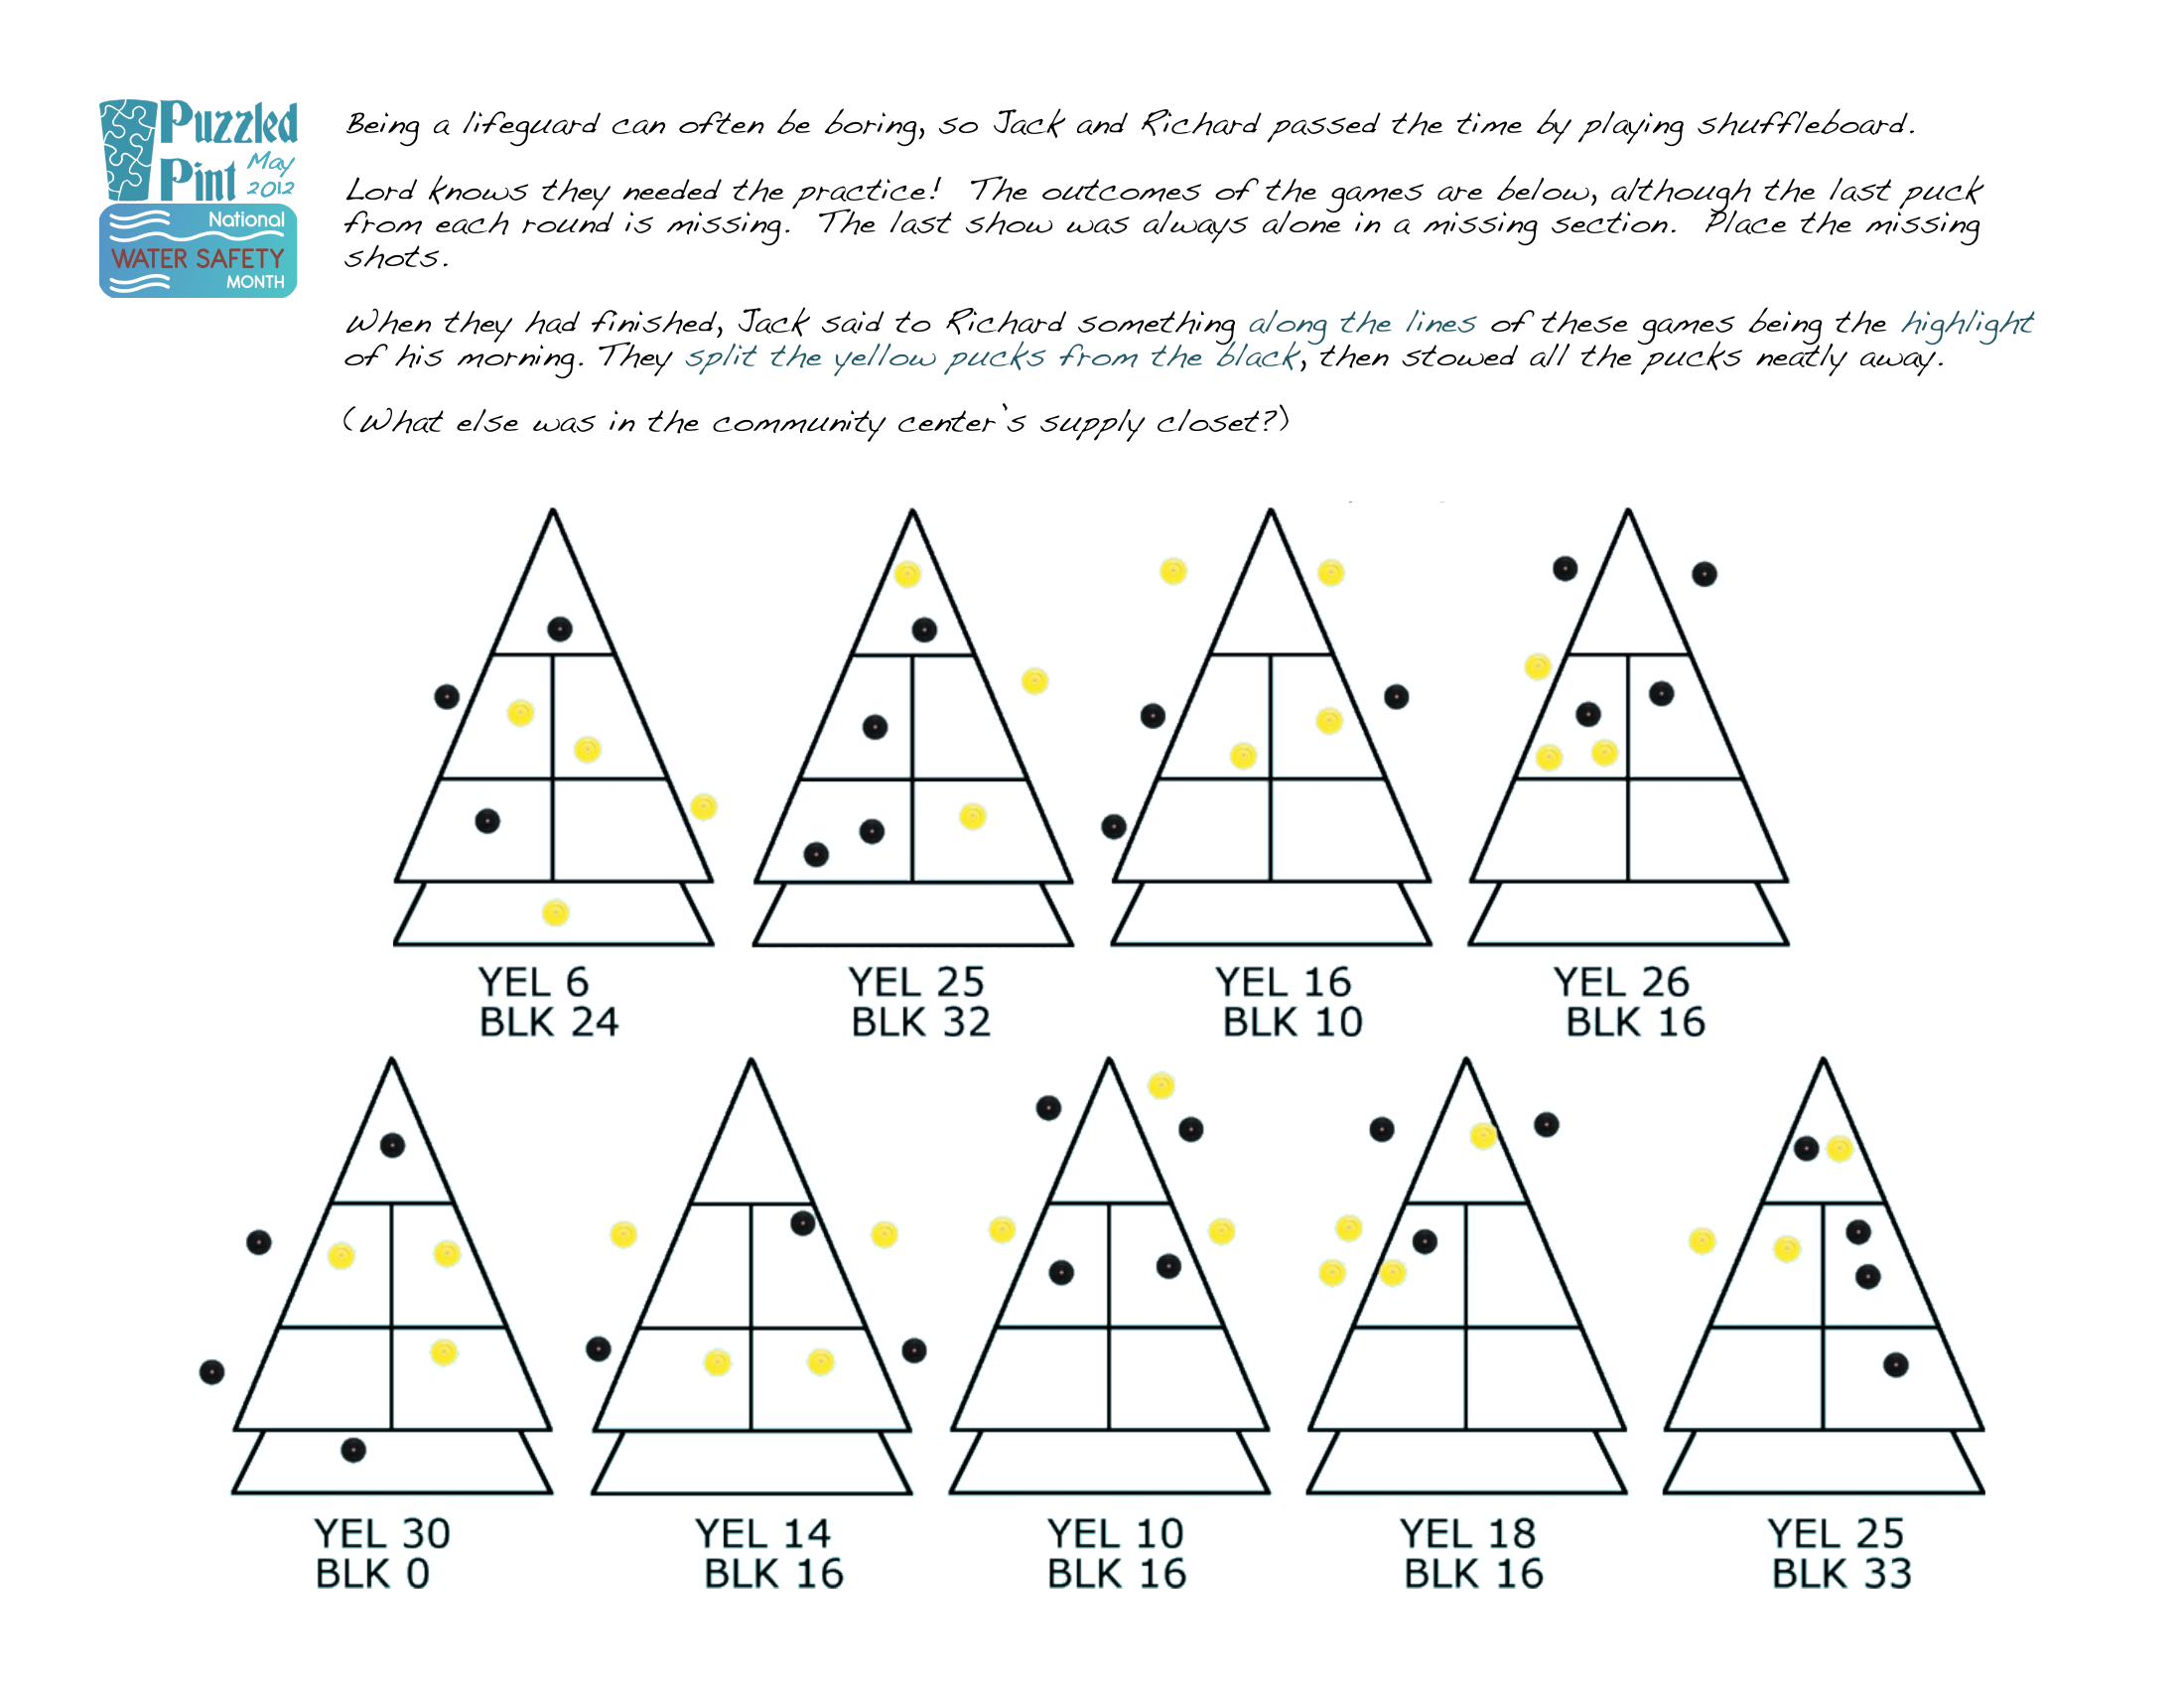 Puzzled
Pint May
2012
National
WATER SAFETY
MONTH
Being a lifeguard can often be boring, so Jack and Richard passed the time by playing shuffleboard.
Lord knows they needed the practice! The outcomes of the games are below, although the last puck
from each round is missing. The last show was always alone in a missing section. Place the missing
shots.
When they had finished, Jack said to Richard something along the lines of these games being the highlight
of his morning. They split the yellow pucks from the black, then stowed all the pucks neatly away.
(What else was in the community center's supply closet?)
YEL 6
BLK 24
YEL 25
BLK 32
YEL 16
BLK 10
YEL 26
BLK 16
YEL 30
BLK 0
YEL 14
BLK 16
YEL 10
BLK 16
YEL 18
BLK 16
YEL 25
BLK 33